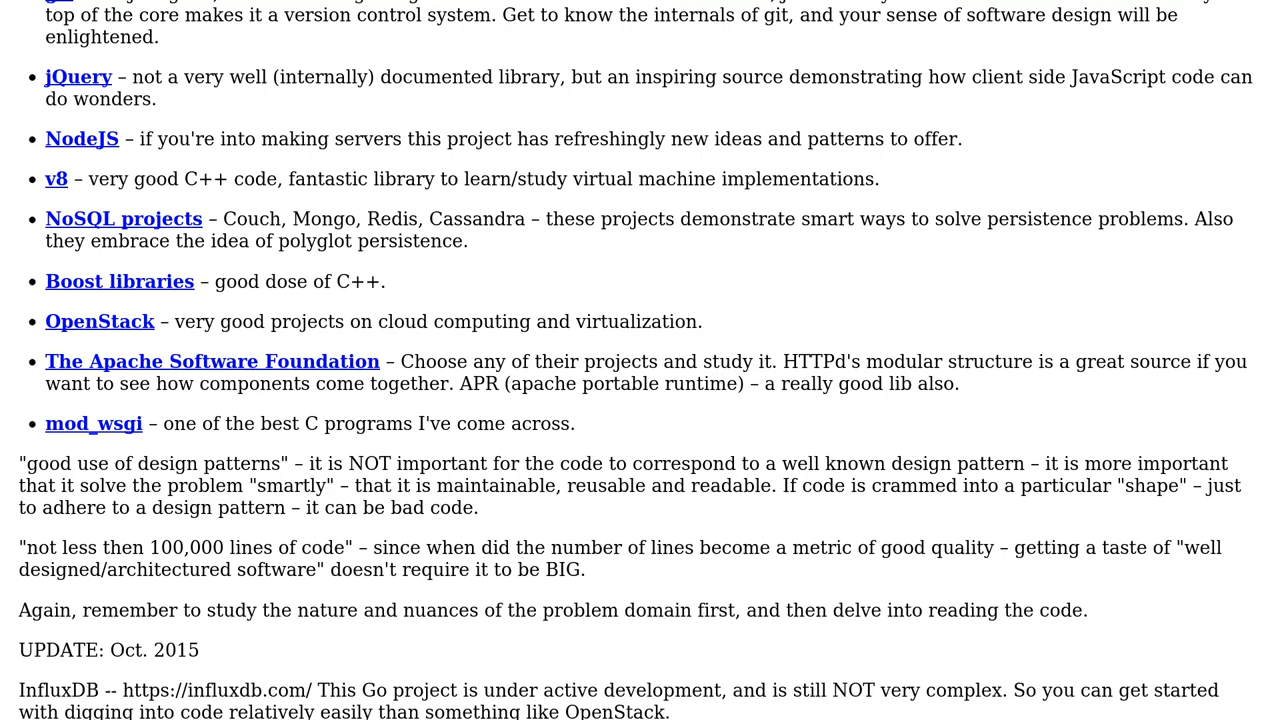 top of the core makes it a version control system. Get to know the internals of git, and your sense of software design will be
enlightened.
• jQuery – not a very well (internally) documented library, but an inspiring source demonstrating how client side JavaScript code can
do wonders.
• NodeJS – if you're into making servers this project has refreshingly new ideas and patterns to offer.
• v8 – very good C++ code, fantastic library to learn/study virtual machine implementations.
• NoSQL projects – Couch, Mongo, Redis, Cassandra – these projects demonstrate smart ways to solve persistence problems. Also
they embrace the idea of polyglot persistence.
• Boost libraries – good dose of C++.
• OpenStack – very good projects on cloud computing and virtualization.
• The Apache Software Foundation – Choose any of their projects and study it. HTTPd's modular structure is a great source if you
want to see how components come together. APR (apache portable runtime) – a really good lib also.
• mod_wsgi – one of the best C programs I've come across.
"good use of design patterns" – it is NOT important for the code to correspond to a well known design pattern – it is more important
that it solve the problem "smartly" – that it is maintainable, reusable and readable. If code is crammed into a particular "shape" – just
to adhere to a design pattern – it can be bad code.
"not less then 100,000 lines of code" – since when did the number of lines become a metric of good quality – getting a taste of "well
designed/architectured software" doesn't require it to be BIG.
Again, remember to study the nature and nuances of the problem domain first, and then delve into reading the code.
UPDATE: Oct. 2015
InfluxDB -- https://influxdb.com/ This Go project is under active development, and is still NOT very complex. So you can get started
with digging into code relatively easily than something like OpenStack.